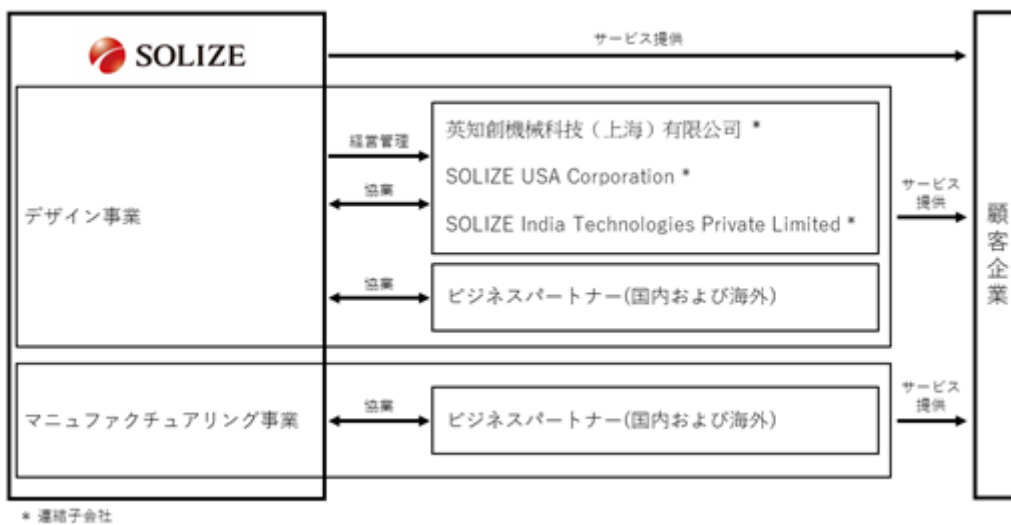 SOLIZE
サービス提供
デザイン事業
経営管理
協業
英知創機械科技（上海）有限公司 *
SOLIZE USA Corporation *
SOLIZE India Technologies Private Limited *
協業
ビジネスパートナー(国内および海外)
サービス
提供
マニュファクチュアリング事業
協業
ビジネスパートナー(国内および海外)
サービス
提供
顧客企業
* 連結子会社